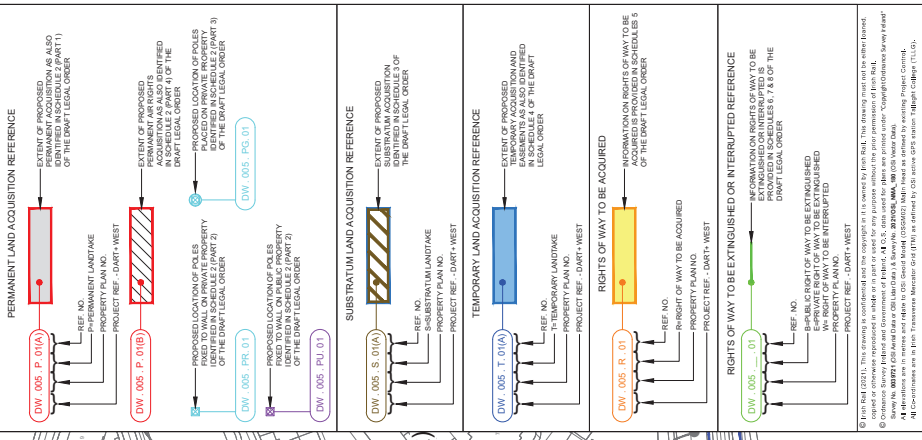 PERMANENT LAND ACQUISITION REFERENCE
DW . 005 . P . 01(A)
EXTENT OF PROPOSED
PERMANENT ACQUISITION AS ALSO
IDENTIFIED IN SCHEDULE 2 (PART 1)
OF THE DRAFT LEGAL ORDER
REF. NO.
P=PERMANENT LANDTAKE
PROPERTY PLAN NO.
PROJECT REF. - DART+ WEST
DW . 005 . P . 01(B)
EXTENT OF PROPOSED
PERMANENT AIR RIGHTS
ACQUISITION AS ALSO IDENTIFIED
IN SCHEDULE 2 (PART 4) OF THE
DRAFT LEGAL ORDER
DW . 005 . PR . 01
PROPOSED LOCATION OF POLES
FIXED TO WALL ON PRIVATE PROPERTY
IDENTIFIED IN SCHEDULE 2 (PART 2)
OF THE DRAFT LEGAL ORDER
PROPOSED LOCATION OF POLES
PLACED ON PRIVATE PROPERTY
IDENTIFIED IN SCHEDULE 2 (PART 3)
OF THE DRAFT LEGAL ORDER
DW . 005 . PG . 01
DW . 005 . PU . 01
PROPOSED LOCATION OF POLES
FIXED TO WALL ON PUBLIC PROPERTY
IDENTIFIED IN SCHEDULE 2 (PART 2)
OF THE DRAFT LEGAL ORDER
SUBSTRATUM LAND ACQUISITION REFERENCE
DW . 005 . S . 01(A)
EXTENT OF PROPOSED
SUBSTRATUM ACQUISITION
IDENTIFIED IN SCHEDULE 3 OF
THE DRAFT LEGAL ORDER
REF. NO.
S=SUBSTRATUM LANDTAKE
PROPERTY PLAN NO.
PROJECT REF. - DART+ WEST
TEMPORARY LAND ACQUISITION REFERENCE
DW . 005 . T . 01(A)
EXTENT OF PROPOSED
TEMPORARY ACQUISITION AND
EASEMENTS AS ALSO IDENTIFIED
IN SCHEDULE 4 OF THE DRAFT
LEGAL ORDER
REF. NO.
T= TEMPORARY LANDTAKE
PROPERTY PLAN NO.
PROJECT REF. - DART+ WEST
RIGHTS OF WAY TO BE ACQUIRED
DW . 005 . R . 01
INFORMATION ON RIGHTS OF WAY TO BE
ACQUIRED IS PROVIDED IN SCHEDULES 5
OF THE DRAFT LEGAL ORDER
REF. NO.
R=RIGHT OF WAY TO BE ACQUIRED
PROPERTY PLAN NO.
PROJECT REF. - DART+ WEST
RIGHTS OF WAY TO BE EXTINGUISHED OR INTERRUPTED REFERENCE
DW . 005 . __ . 01
INFORMATION ON RIGHTS OF WAY TO BE
EXTINGUISHED OR INTERRUPTED IS
PROVIDED IN SCHEDULES 6, 7 & 8 OF THE
DRAFT LEGAL ORDER
REF. NO.
B=PUBLIC RIGHT OF WAY TO BE EXTINGUISHED
E=PRIVATE RIGHT OF WAY TO BE EXTINGUISHED
W= RIGHT OF WAY TO BE INTERRUPTED
PROPERTY PLAN NO.
PROJECT REF. - DART+ WEST
© Irish Rail (2021). This drawing is confidential and the copyright in it is owned by Irish Rail. This drawing must not be either loaned,
copied or otherwise reproduced in whole or in part or used for any purpose without the prior permission of Irish Rail.
© Ordnance Survey Ireland and Government of Ireland. All O.S. data used for plans are printed under "Copyright Ordnance Survey Ireland"
All elevations are in metres and relate to OSi Geoid Model (OSGM02) Malin Head as defined by existing Project Control.
All Co-ordinates are in Irish Transverse Mercator Grid (ITM) as defined by OSi active GPS station Tallaght College (TLLG).